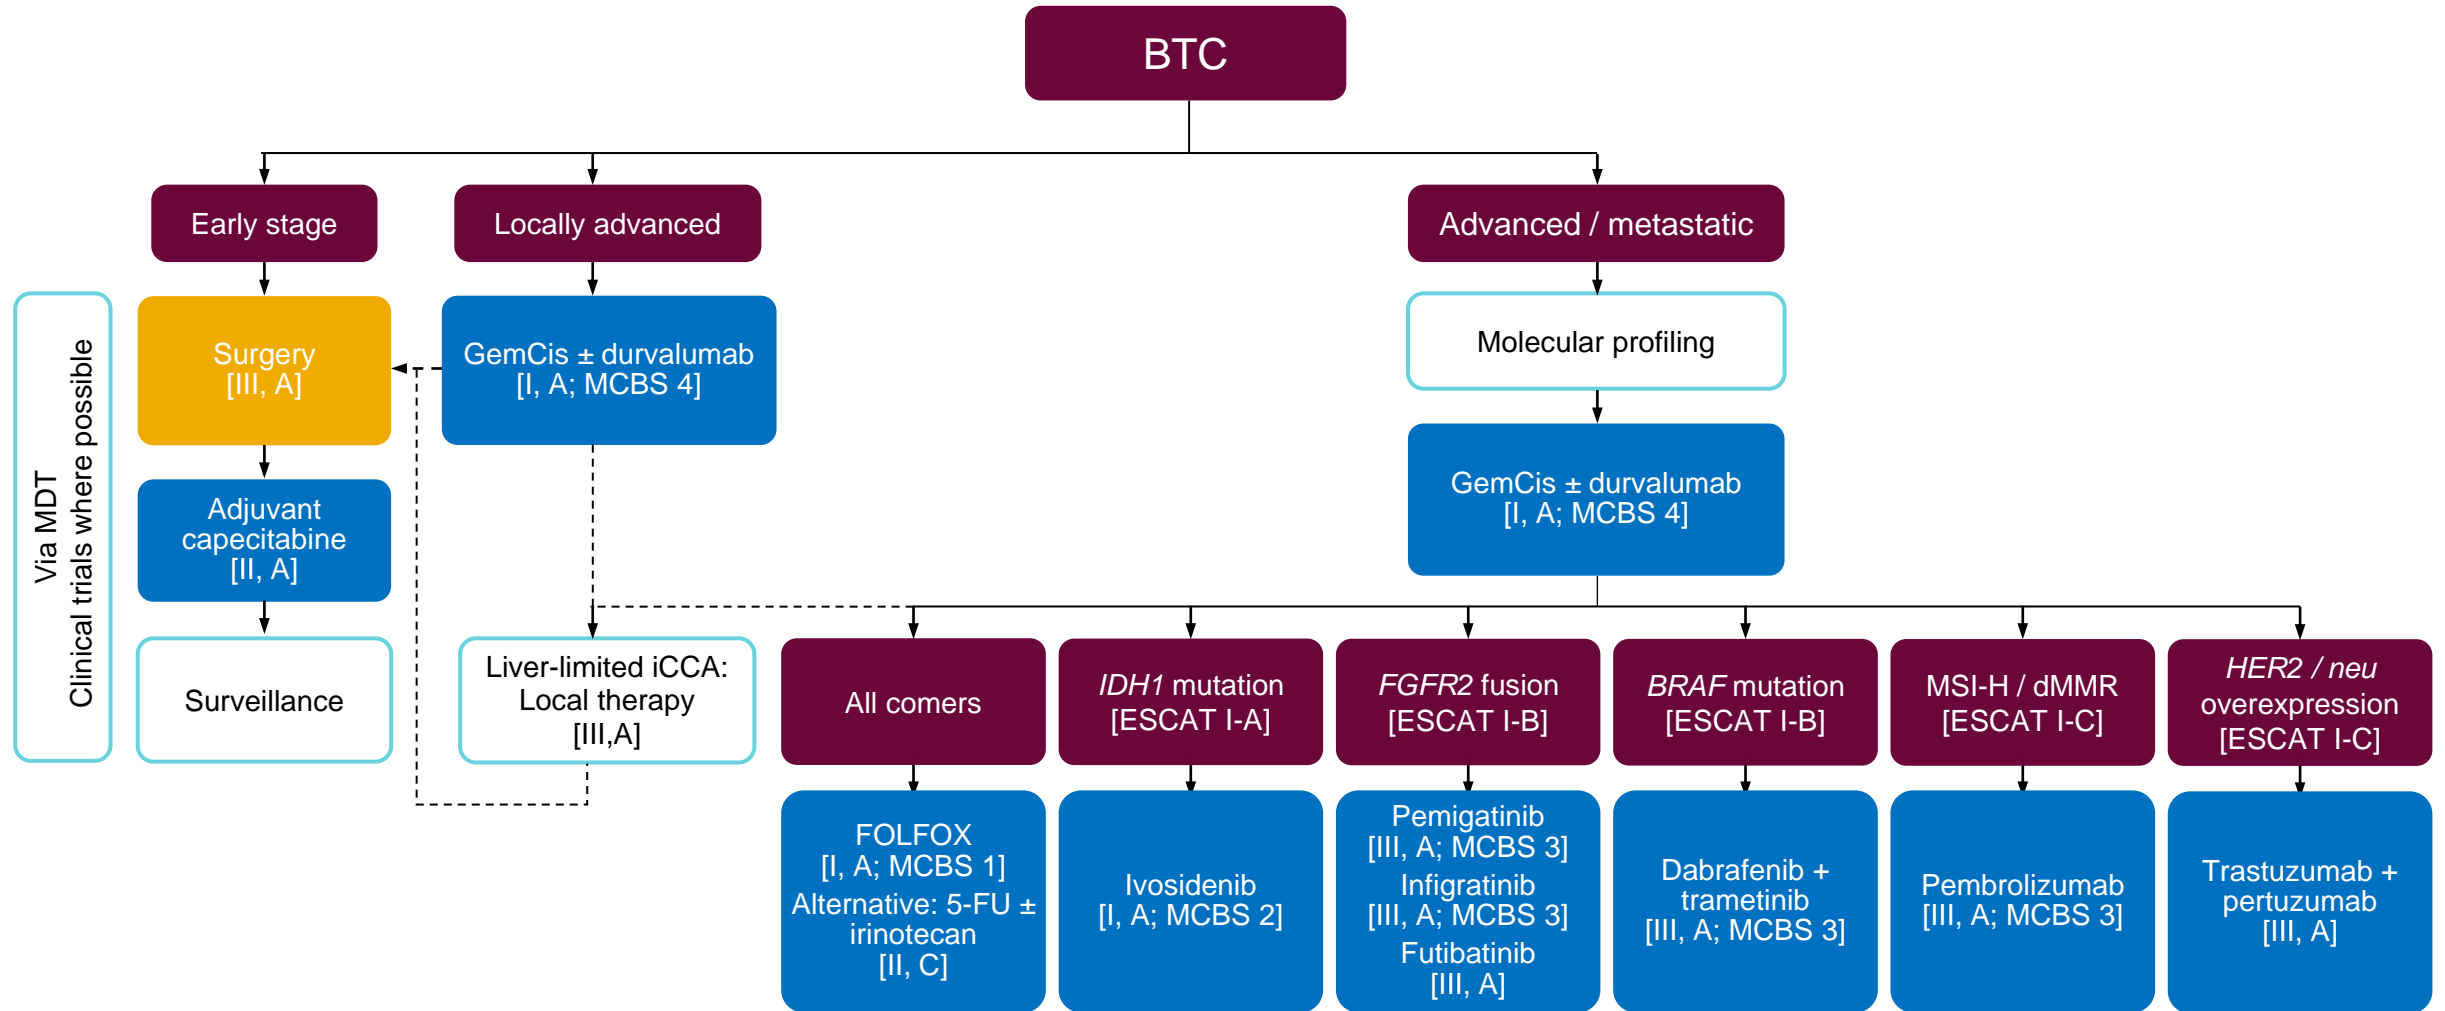 BTC
Early stage
Locally advanced
Advanced / metastatic
Via MDT
Clinical trials where possible
Surgery
[III, A]
GemCis ± durvalumab
[I, A; MCBS 4]
Molecular profiling
Adjuvant
capecitabine
[II, A]
GemCis ± durvalumab
[I, A; MCBS 4]
Surveillance
Liver-limited iCCA:
Local therapy
[III,A]
All comers
IDH1 mutation
[ESCAT I-A]
FGFR2 fusion
[ESCAT I-B]
BRAF mutation
[ESCAT I-B]
MSI-H / dMMR
[ESCAT I-C]
HER2 / neu
overexpression
[ESCAT I-C]
FOLFOX
[I, A; MCBS 1]
Alternative: 5-FU ±
irinotecan
[II, C]
Ivosidenib
[I, A; MCBS 2]
Pemigatinib
[III, A; MCBS 3]
Infigratinib
[III, A; MCBS 3]
Futibatinib
[III, A]
Dabrafenib +
trametinib
[III, A; MCBS 3]
Pembrolizumab
[III, A; MCBS 3]
Trastuzumab +
pertuzumab
[III, A]